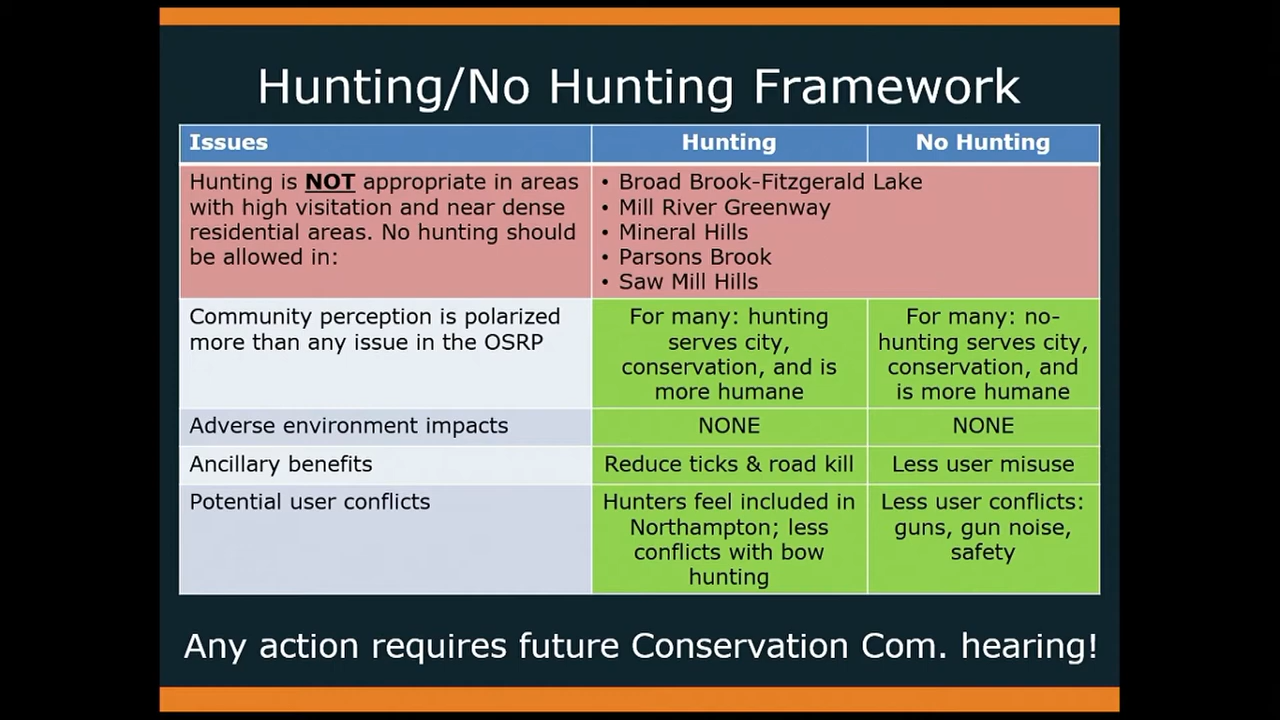 Hunting/No Hunting Framework
Issues
Hunting
No Hunting
Hunting is NOT appropriate in areas
with high visitation and near dense
residential areas. No hunting should
be allowed in:
• Broad Brook-Fitzgerald Lake
• Mill River Greenway
• Mineral Hills
• Parsons Brook
• Saw Mill Hills
Community perception is polarized
more than any issue in the OSRP
For many: hunting
serves city,
conservation, and is
more humane
For many: no-
hunting serves city,
conservation, and
is more humane
Adverse environment impacts
NONE
NONE
Ancillary benefits
Reduce ticks & road kill
Less user misuse
Potential user conflicts
Hunters feel included in
Northampton; less
conflicts with bow
hunting
Less user conflicts:
guns, gun noise,
safety
Any action requires future Conservation Com. hearing!